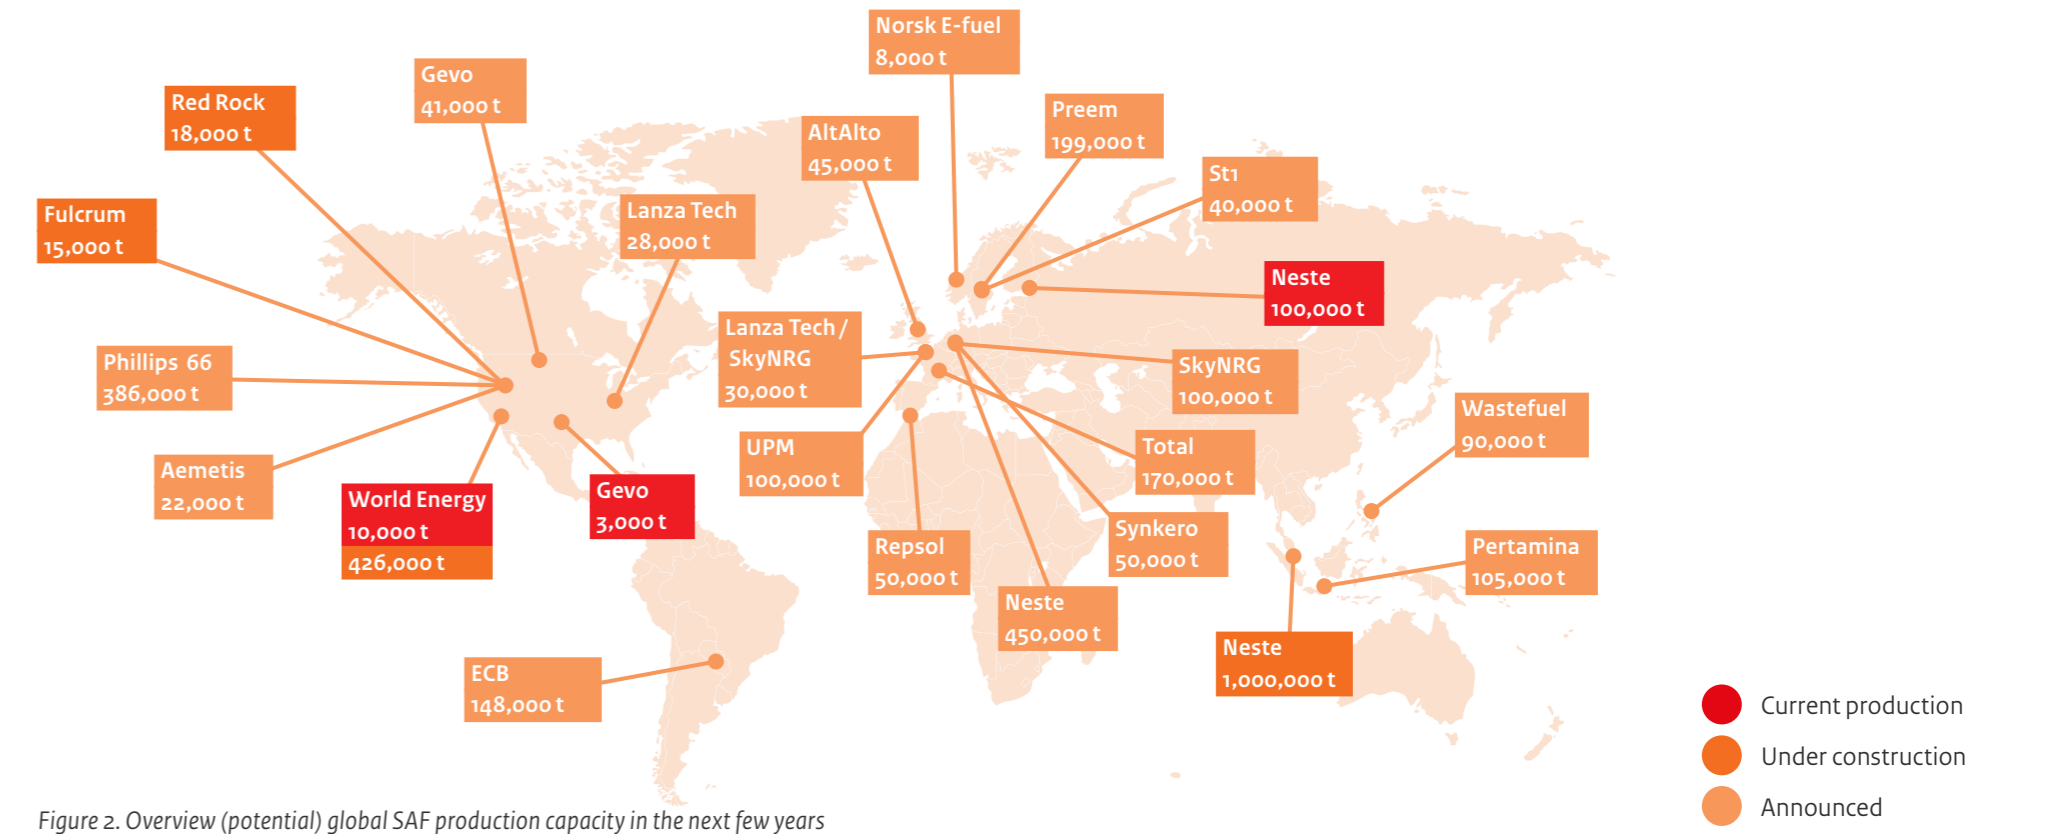 Norsk E-fuel
8,000 t
Gevo
41,000 t
Red Rock
18,000 t
Preem
199,000 t
AltAlto
45,000 t
St1
40,000 t
Fulcrum
15,000 t
Lanza Tech
28,000 t
Neste
100,000 t
Lanza Tech /
SkyNRG
30,000 t
Phillips 66
386,000 t
SkyNRG
100,000 t
Wastefuel
90,000 t
UPM
100,000 t
Total
170,000 t
Aemetis
22,000 t
World Energy
10,000 t
426,000 t
Gevo
3,000 t
Synkero
50,000 t
Repsol
50,000 t
Pertamina
105,000 t
Neste
450,000 t
Neste
1,000,000 t
ECB
148,000 t
Current production
Under construction
Announced
Figure 2. Overview (potential) global SAF production capacity in the next few years